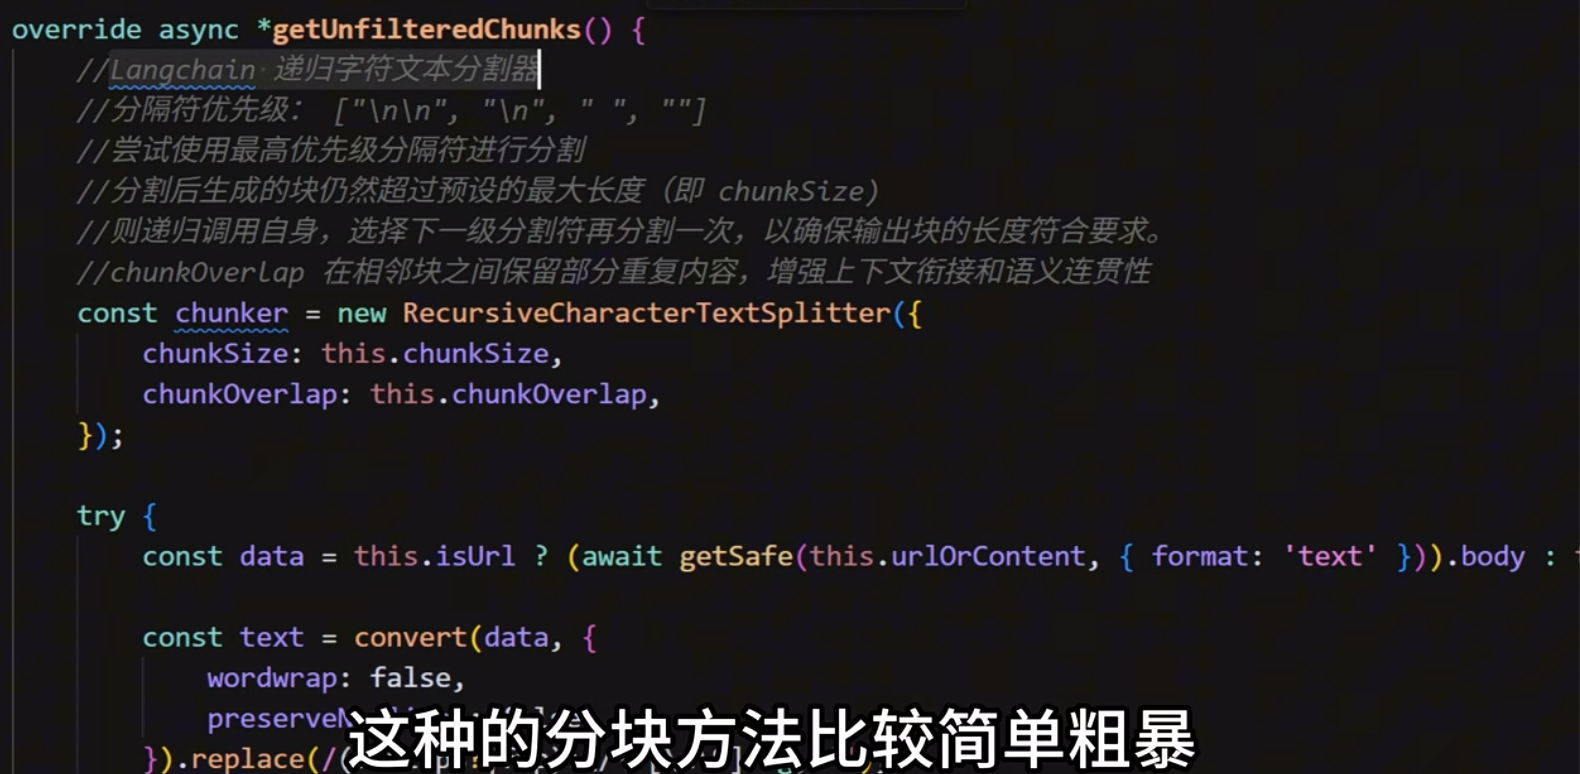 override async *getUnfilteredChunks() {
//Langchain 递归字符文本分割器
//分隔符优先级： ["\n\n", "\n", " ", ""]
//尝试使用最高优先级分隔符进行分割
//分割后生成的块仍然超过预设的最大长度（即 chunkSize）
//则递归调用自身，选择下一级分割符再分割一次，以确保输出块的长度符合要求。
//chunkOverlap 在相邻块之间保留部分重复内容，增强上下文衔接和语义连贯性
const chunker = new RecursiveCharacterTextSplitter({
chunkSize: this.chunkSize,
chunkOverlap: this.chunkOverlap,
});
try {
const data = this.isUrl ? (await getSafe(this.urlOrContent, { format: 'text' })).body :
const text = convert(data, {
wordwrap: false,
}).replace(/(
这种的分块方法比较简单粗暴